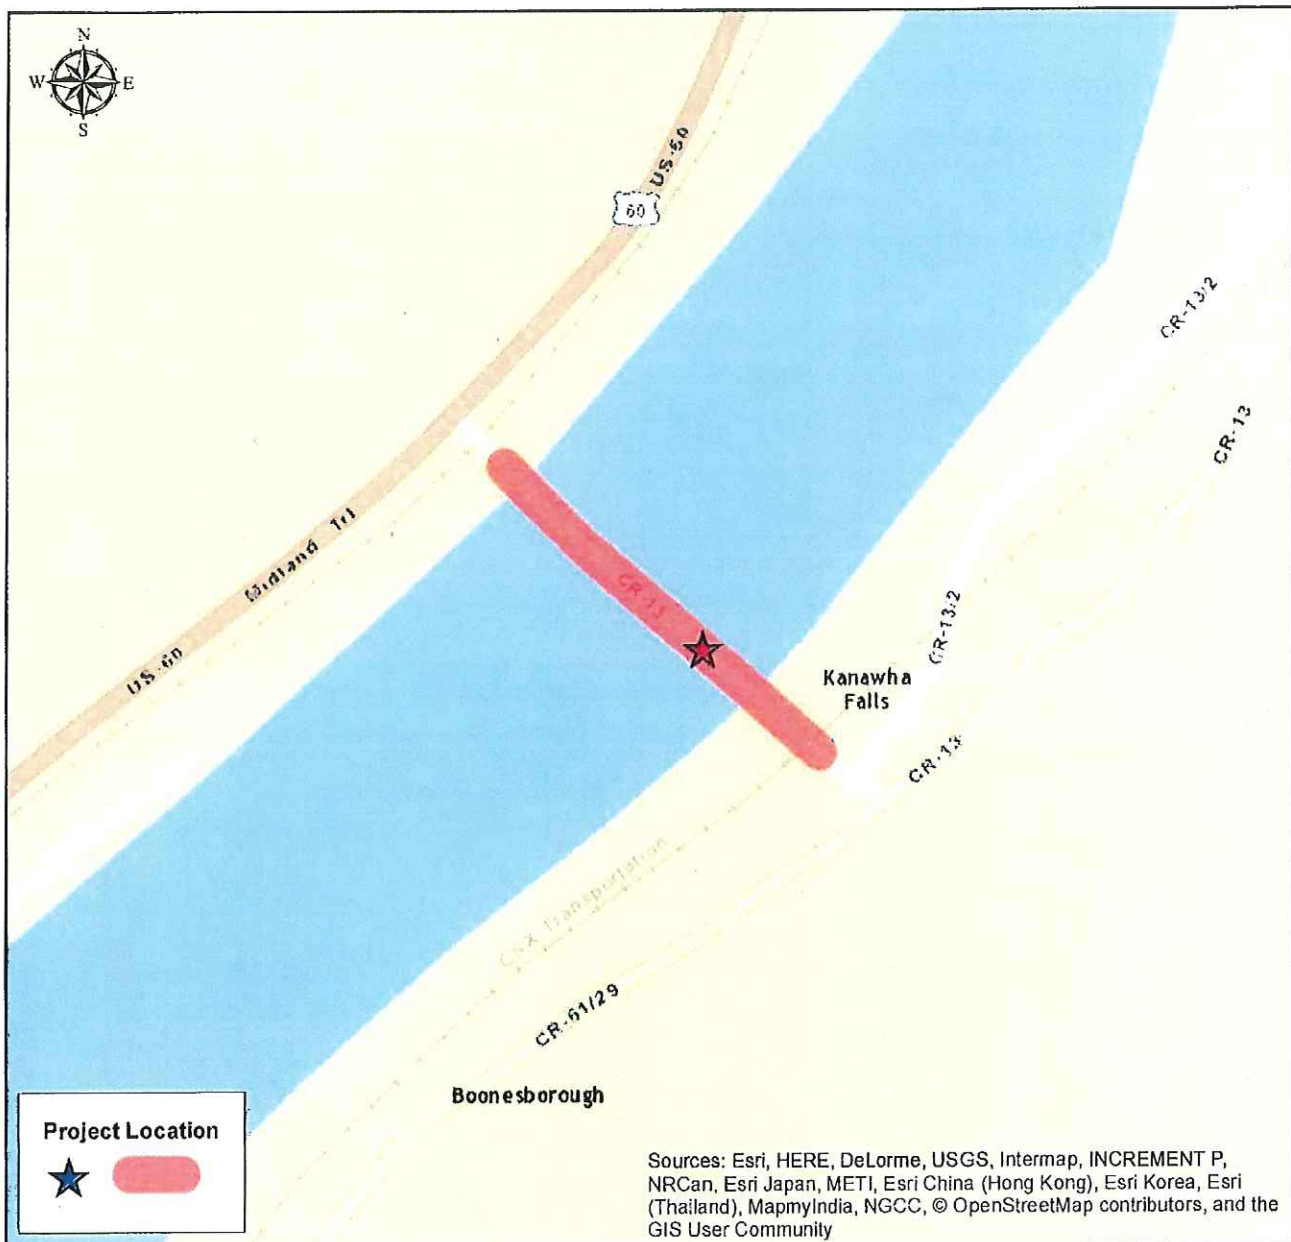 N
W E
S
US-60
60
CR-13/2
CR-13
Midland Trl
US-60
CR-13
CR-13/2
Kanawha
Falls
CR-13
CSX Transportation
CR-61/29
Boonesborough
Project Location
Sources: Esri, HERE, DeLorme, USGS, Intermap, INCREMENT P,
NRCan, Esri Japan, METI, Esri China (Hong Kong), Esri Korea, Esri
(Thailand), MapmyIndia, NGCC, © OpenStreetMap contributors, and the
GIS User Community